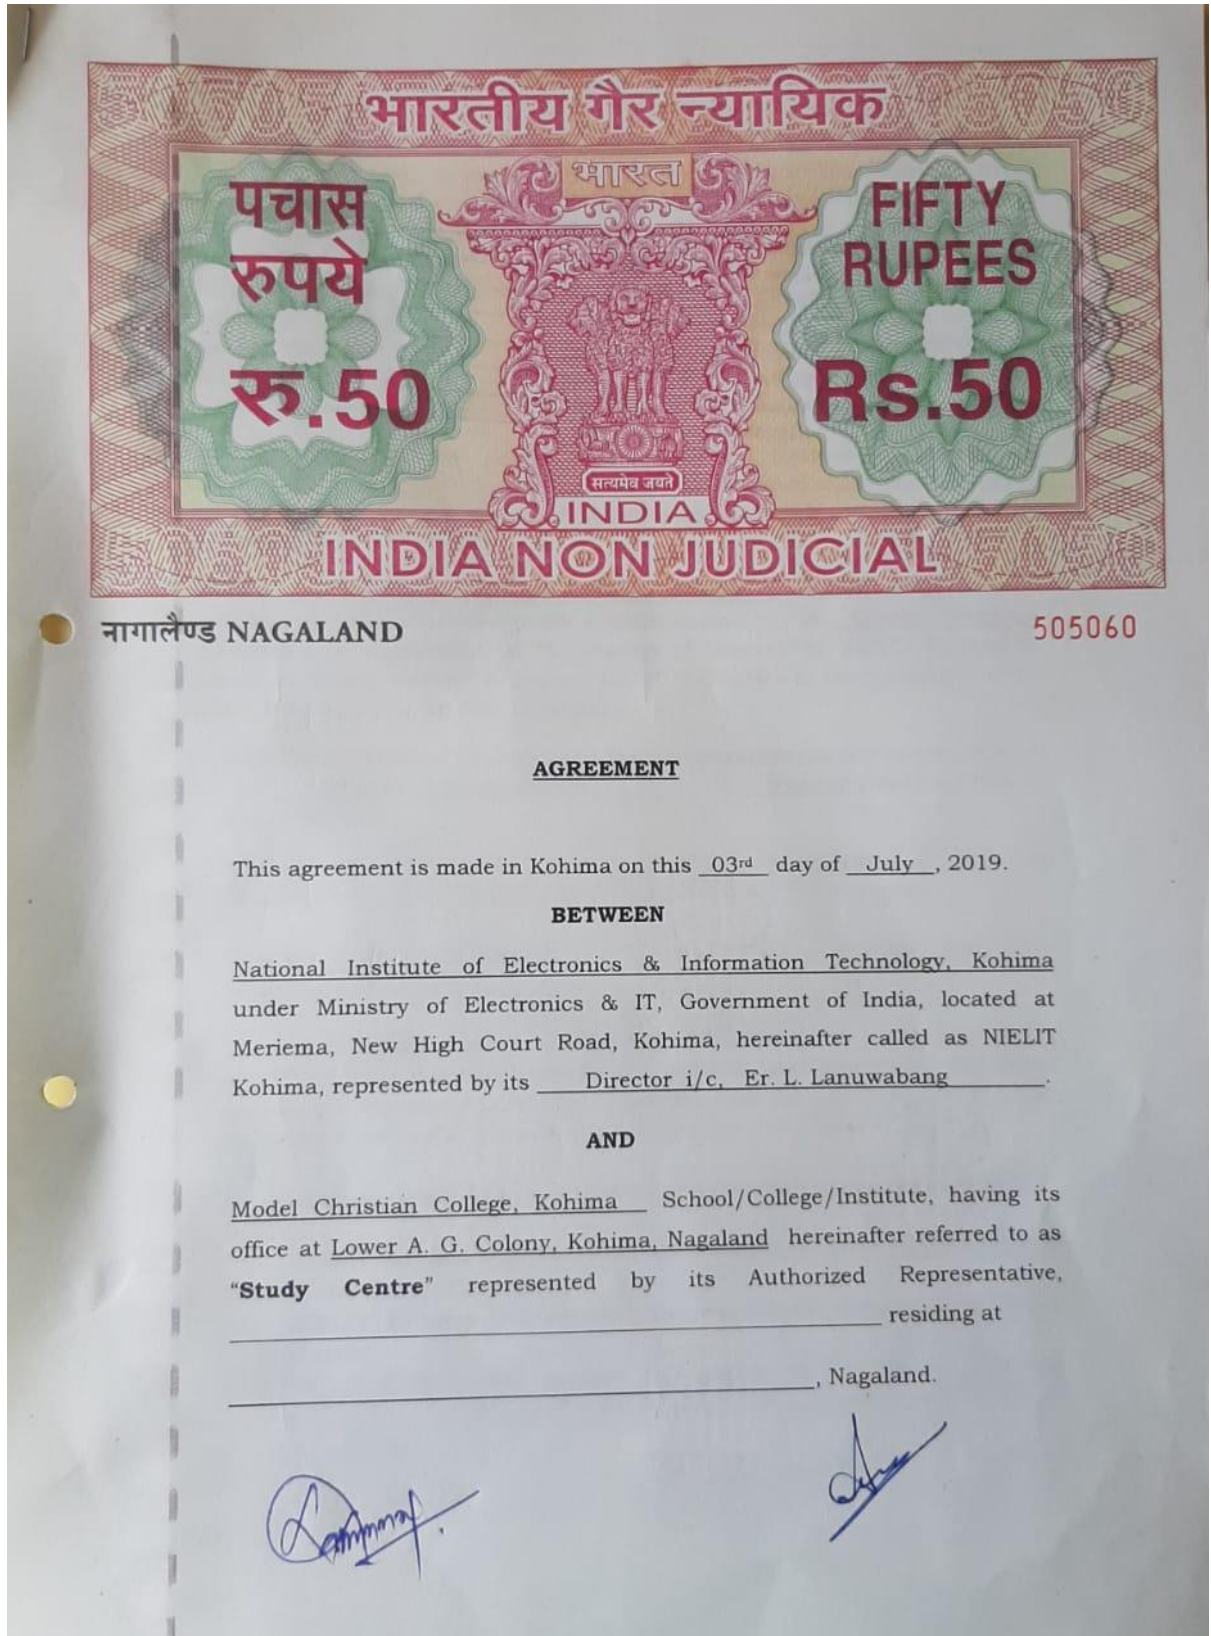 भारतीय गैर न्यायिक
भारत
पचास
रुपये
रु.50
FIFTY
RUPEES
Rs.50
सत्यमेव जयते
INDIA
INDIA NON JUDICIAL
नागालैण्ड NAGALAND
505060
AGREEMENT
This agreement is made in Kohima on this 03rd day of July, 2019.
BETWEEN
National Institute of Electronics & Information Technology, Kohima
under Ministry of Electronics & IT, Government of India, located at
Meriema, New High Court Road, Kohima, hereinafter called as NIELIT
Kohima, represented by its Director i/c, Er. L. Lanuwabang.
AND
Model Christian College, Kohima School/College/Institute, having its
office at Lower A. G. Colony, Kohima, Nagaland hereinafter referred to as
“Study Centre” represented by its Authorized Representative,
residing at
, Nagaland.